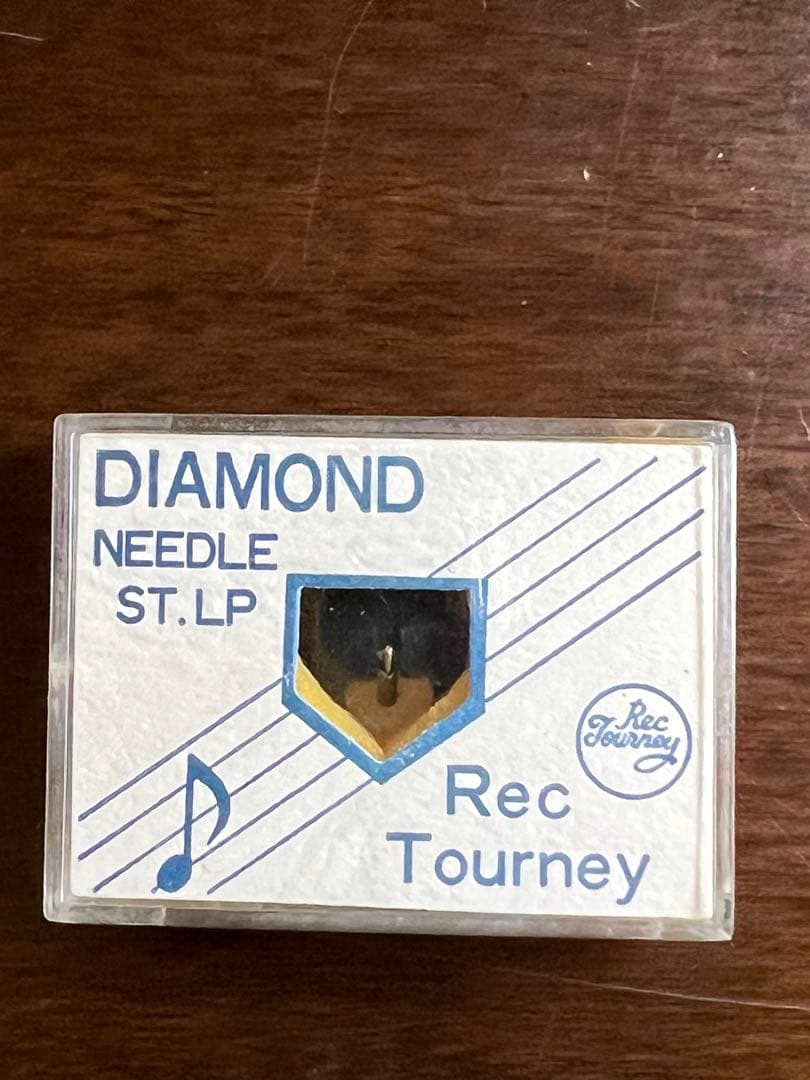 DIAMOND
NEEDLE
ST. LP
Rec
Tourney
Rec
Tourney